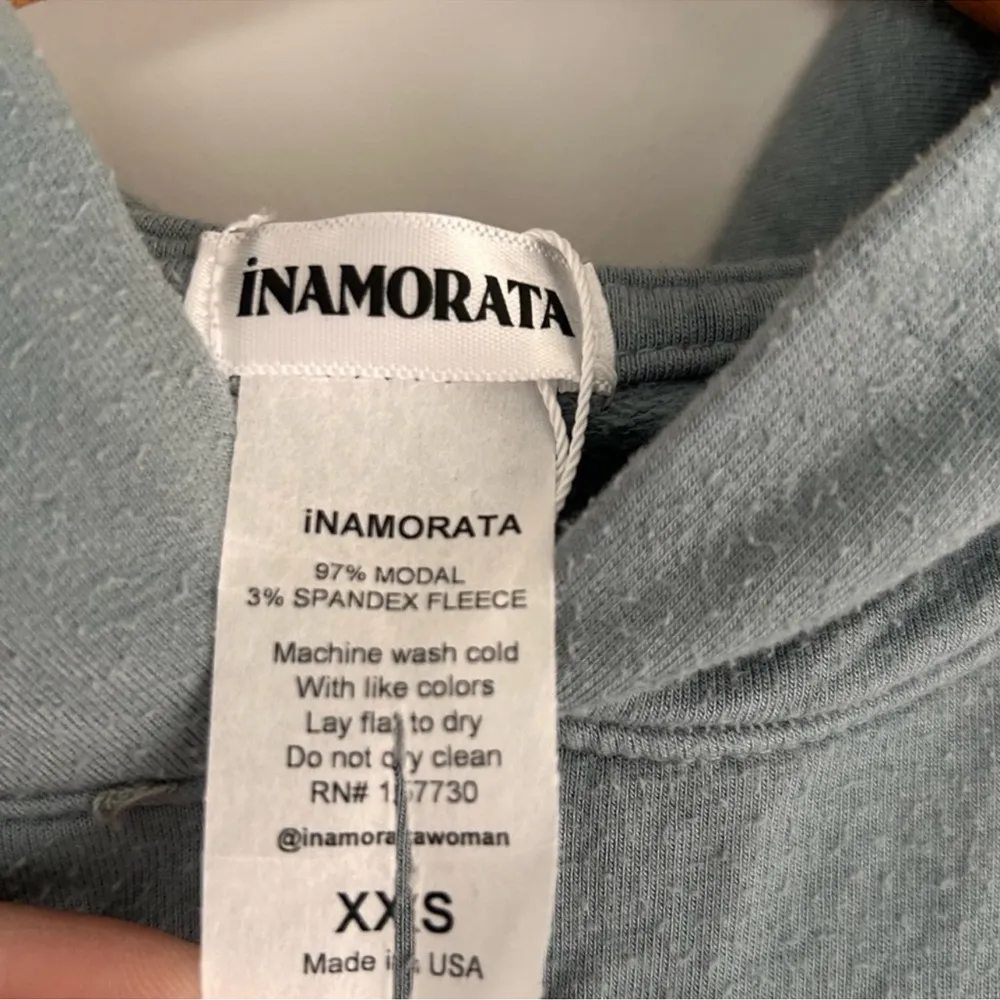 iNAMORATA
iNAMORATA
97% MODAL
3% SPANDEX FLEECE
Machine wash cold
With like colors
Lay flat to dry
Do not dry clean
RN#
@inamoratawoman
XXS
Made in USA